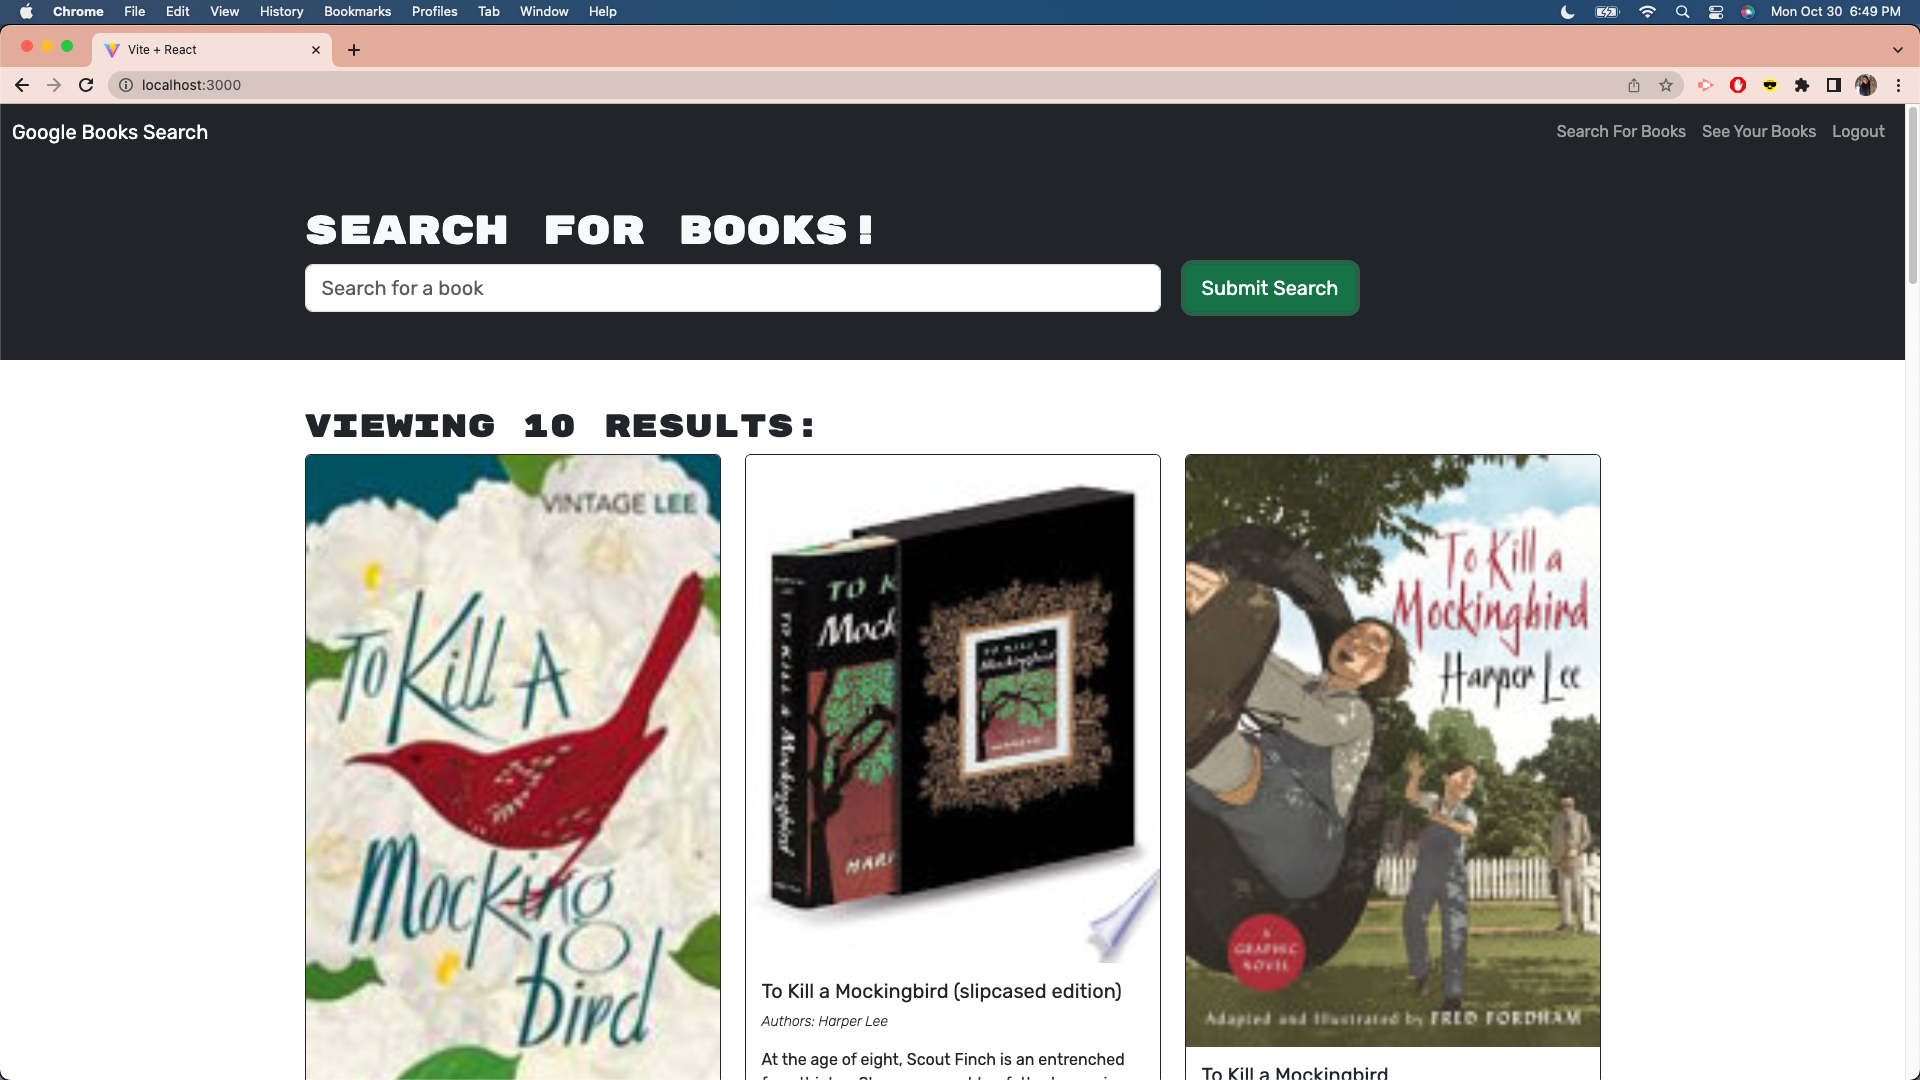 Chrome File Edit View History Bookmarks Profiles Tab Window Help Mon Oct 30 6:49 PM
Vite + React
localhost:3000
Google Books Search Search For Books See Your Books Logout
SEARCH FOR BOOKS!
Search for a book Submit Search
VIEWING 10 RESULTS:
VINTAGE LEE
To Kill A
Mocking
bird
TO K
Mock
TO KILL A Mockingbird
HARP
TO KILL A
Mockingbird
To Kill a Mockingbird (slipcased edition)
Authors: Harper Lee
At the age of eight, Scout Finch is an entrenched
To Kill a
Mockingbird
Harper Lee
A
GRAPHIC
NOVEL
Adapted and Illustrated by FRED FORDHAM
To Kill a Mockingbird